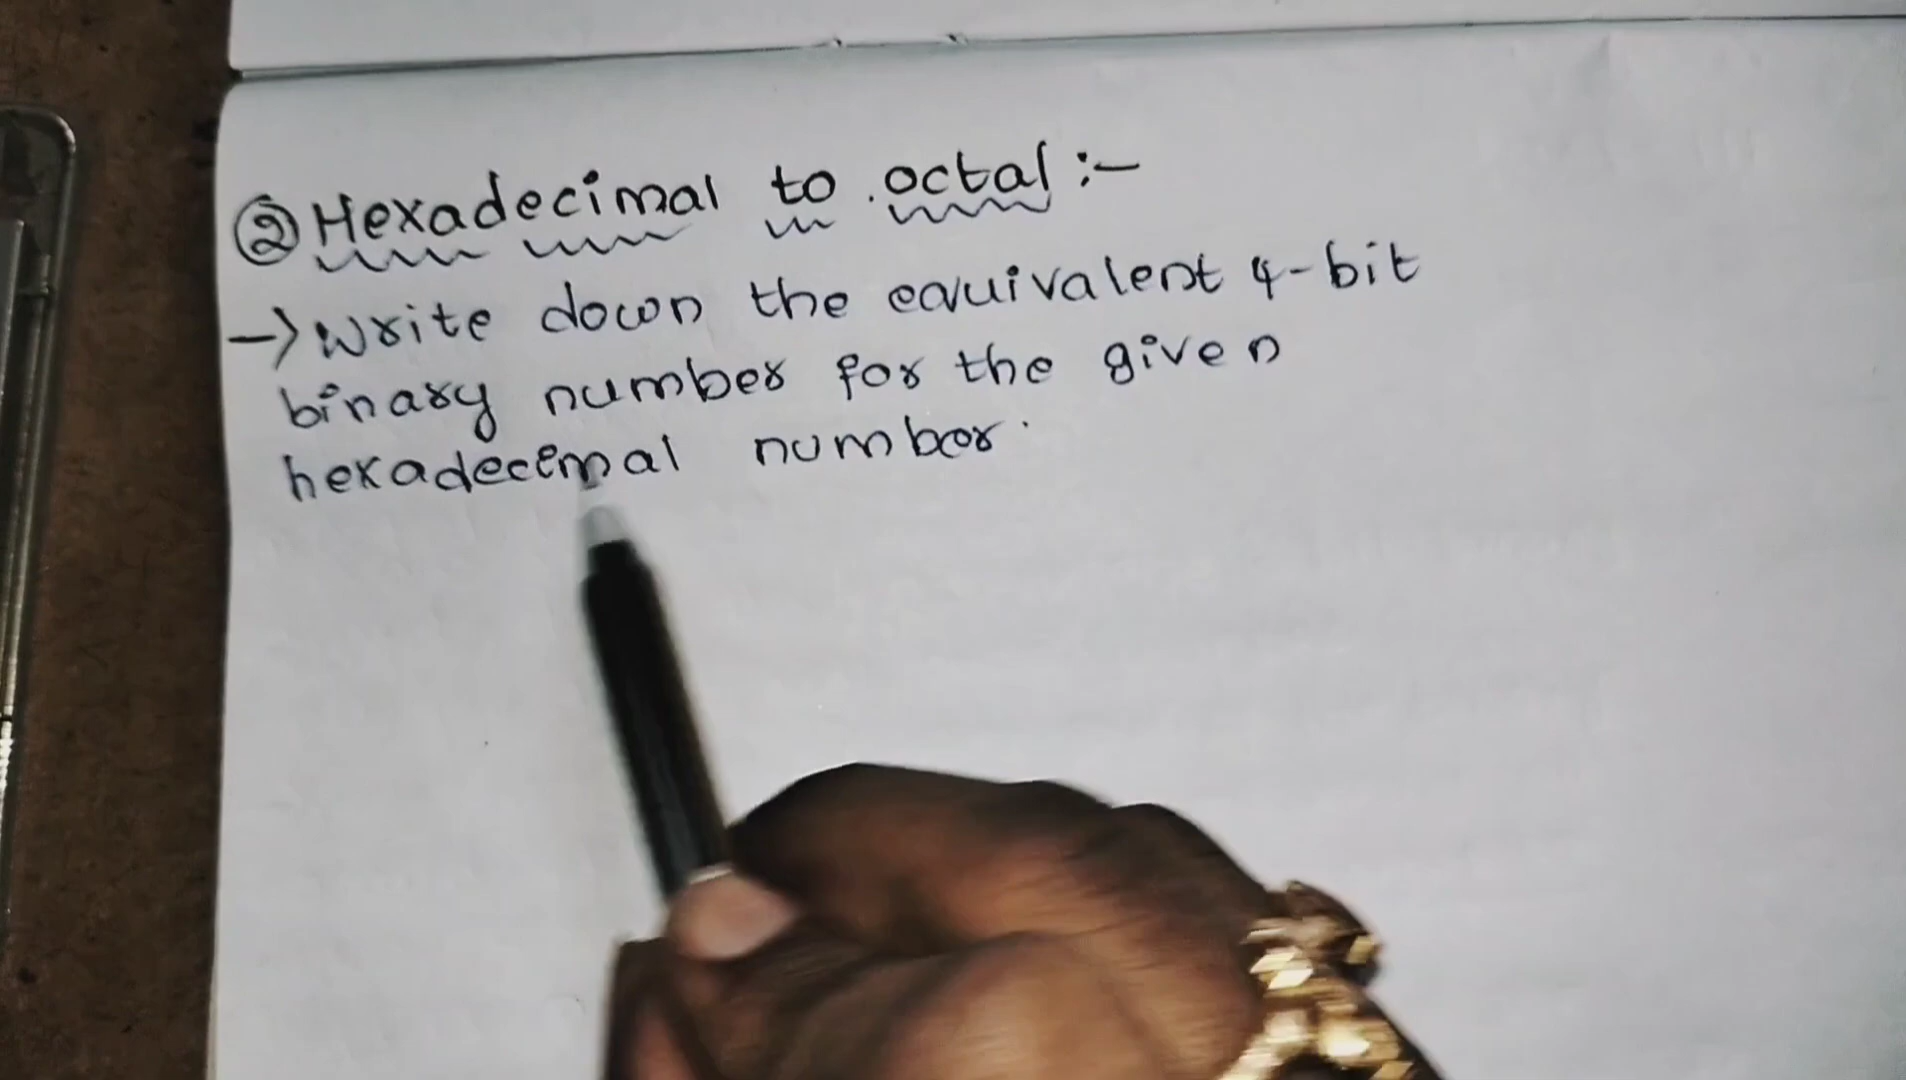 ② Hexadecimal to octal :-
→ Write down the equivalent 4-bit
binary number for the given
hexadecimal number.